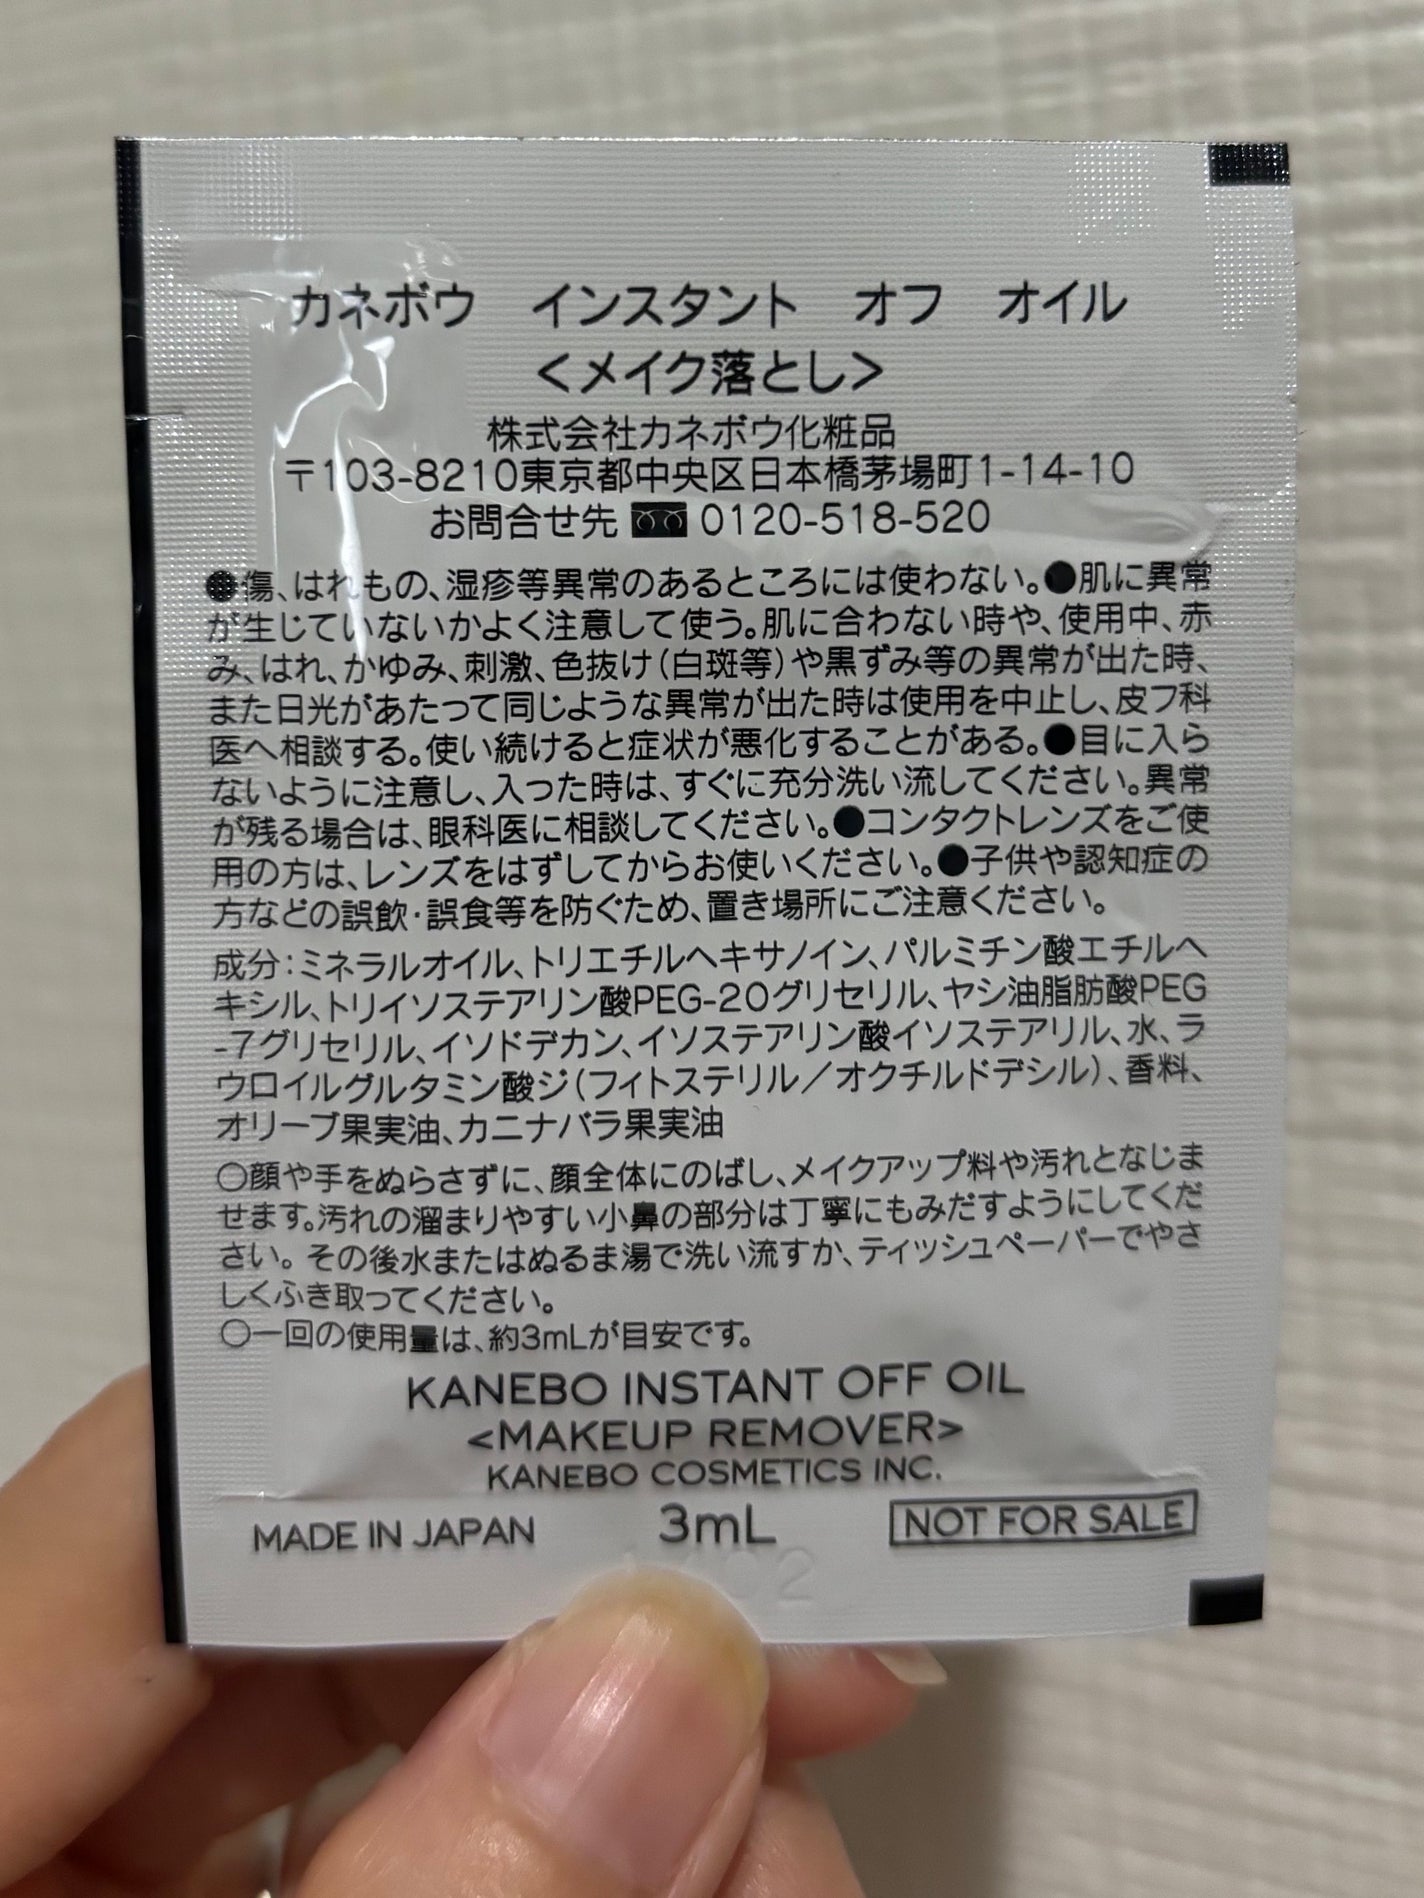 カネボウ インスタント オフ オイル
<メイク落とし>
株式会社カネボウ化粧品
〒103-8210東京都中央区日本橋茅場町1-14-10
お問合せ先 0120-518-520
●傷、はれもの、湿疹等異常のあるところには使わない。●肌に異常
が生じていないかよく注意して使う。肌に合わない時や、使用中、赤
み、はれ、かゆみ、刺激、色抜け(白斑等)や黒ずみ等の異常が出た時、
また日光があたって同じような異常が出た時は使用を中止し、皮フ科
医へ相談する。使い続けると症状が悪化することがある。●目に入ら
ないように注意し、入った時は、すぐに充分洗い流してください。異常
が残る場合は、眼科医に相談してください。●コンタクトレンズをご使
用の方は、レンズをはずしてからお使いください。●子供や認知症の
方などの誤飲・誤食等を防ぐため、置き場所にご注意ください。
成分:ミネラルオイル、トリエチルヘキサノイン、パルミチン酸エチルヘ
キシル、トリイソステアリン酸PEG-20グリセリル、ヤシ油脂肪酸PEG
-7グリセリル、イソドデカン、イソステアリン酸イソステアリル、水、ラ
ウロイルグルタミン酸ジ(フィトステリル/オクチルドデシル)、香料、
オリーブ果実油、カニナバラ果実油
○顔や手をぬらさずに、顔全体にのばし、メイクアップ料や汚れとなじま
せます。汚れの溜まりやすい小鼻の部分は丁寧にもみだすようにしてくだ
さい。その後水またはぬるま湯で洗い流すか、ティッシュペーパーでやさ
しくふき取ってください。
○一回の使用量は、約3mLが目安です。
KANEBO INSTANT OFF OIL
<MAKEUP REMOVER>
KANEBO COSMETICS INC.
MADE IN JAPAN 3mL NOT FOR SALE